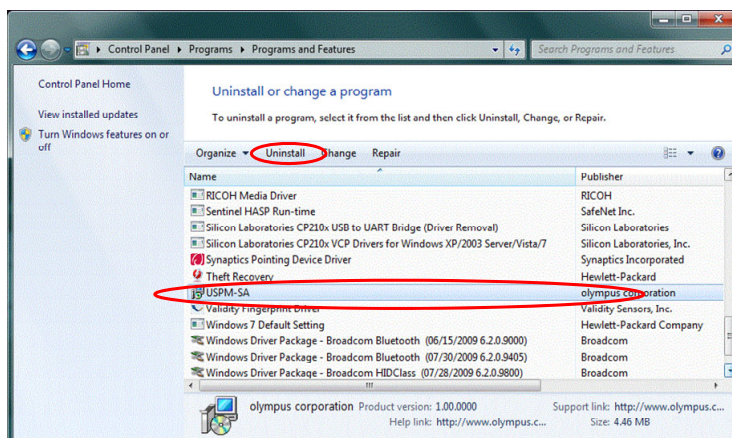 Control Panel ▸ Programs ▸ Programs and Features
Search Programs and Features
Control Panel Home
View installed updates
Turn Windows features on or
off
Uninstall or change a program
To uninstall a program, select it from the list and then click Uninstall, Change, or Repair.
Organize Uninstall Change Repair
Name Publisher
RICOH Media Driver RICOH
Sentinel HASP Run-time SafeNet Inc.
Silicon Laboratories CP210x USB to UART Bridge (Driver Removal) Silicon Laboratories
Silicon Laboratories CP210x VCP Drivers for Windows XP/2003 Server/Vista/7 Silicon Laboratories, Inc.
Synaptics Pointing Device Driver Synaptics Incorporated
Theft Recovery Hewlett-Packard
USPM-SA olympus corporation
Validity Fingerprint Driver Validity Sensors, Inc.
Windows 7 Default Setting Hewlett-Packard Company
Windows Driver Package - Broadcom Bluetooth (06/15/2009 6.2.0.9000) Broadcom
Windows Driver Package - Broadcom Bluetooth (07/30/2009 6.2.0.9405) Broadcom
Windows Driver Package - Broadcom HIDClass (07/28/2009 6.2.0.9800) Broadcom
olympus corporation Product version: 1.00.0000 Support link: http://www.olympus.c...
Help link: http://www.olympus.c... Size: 4.46 MB